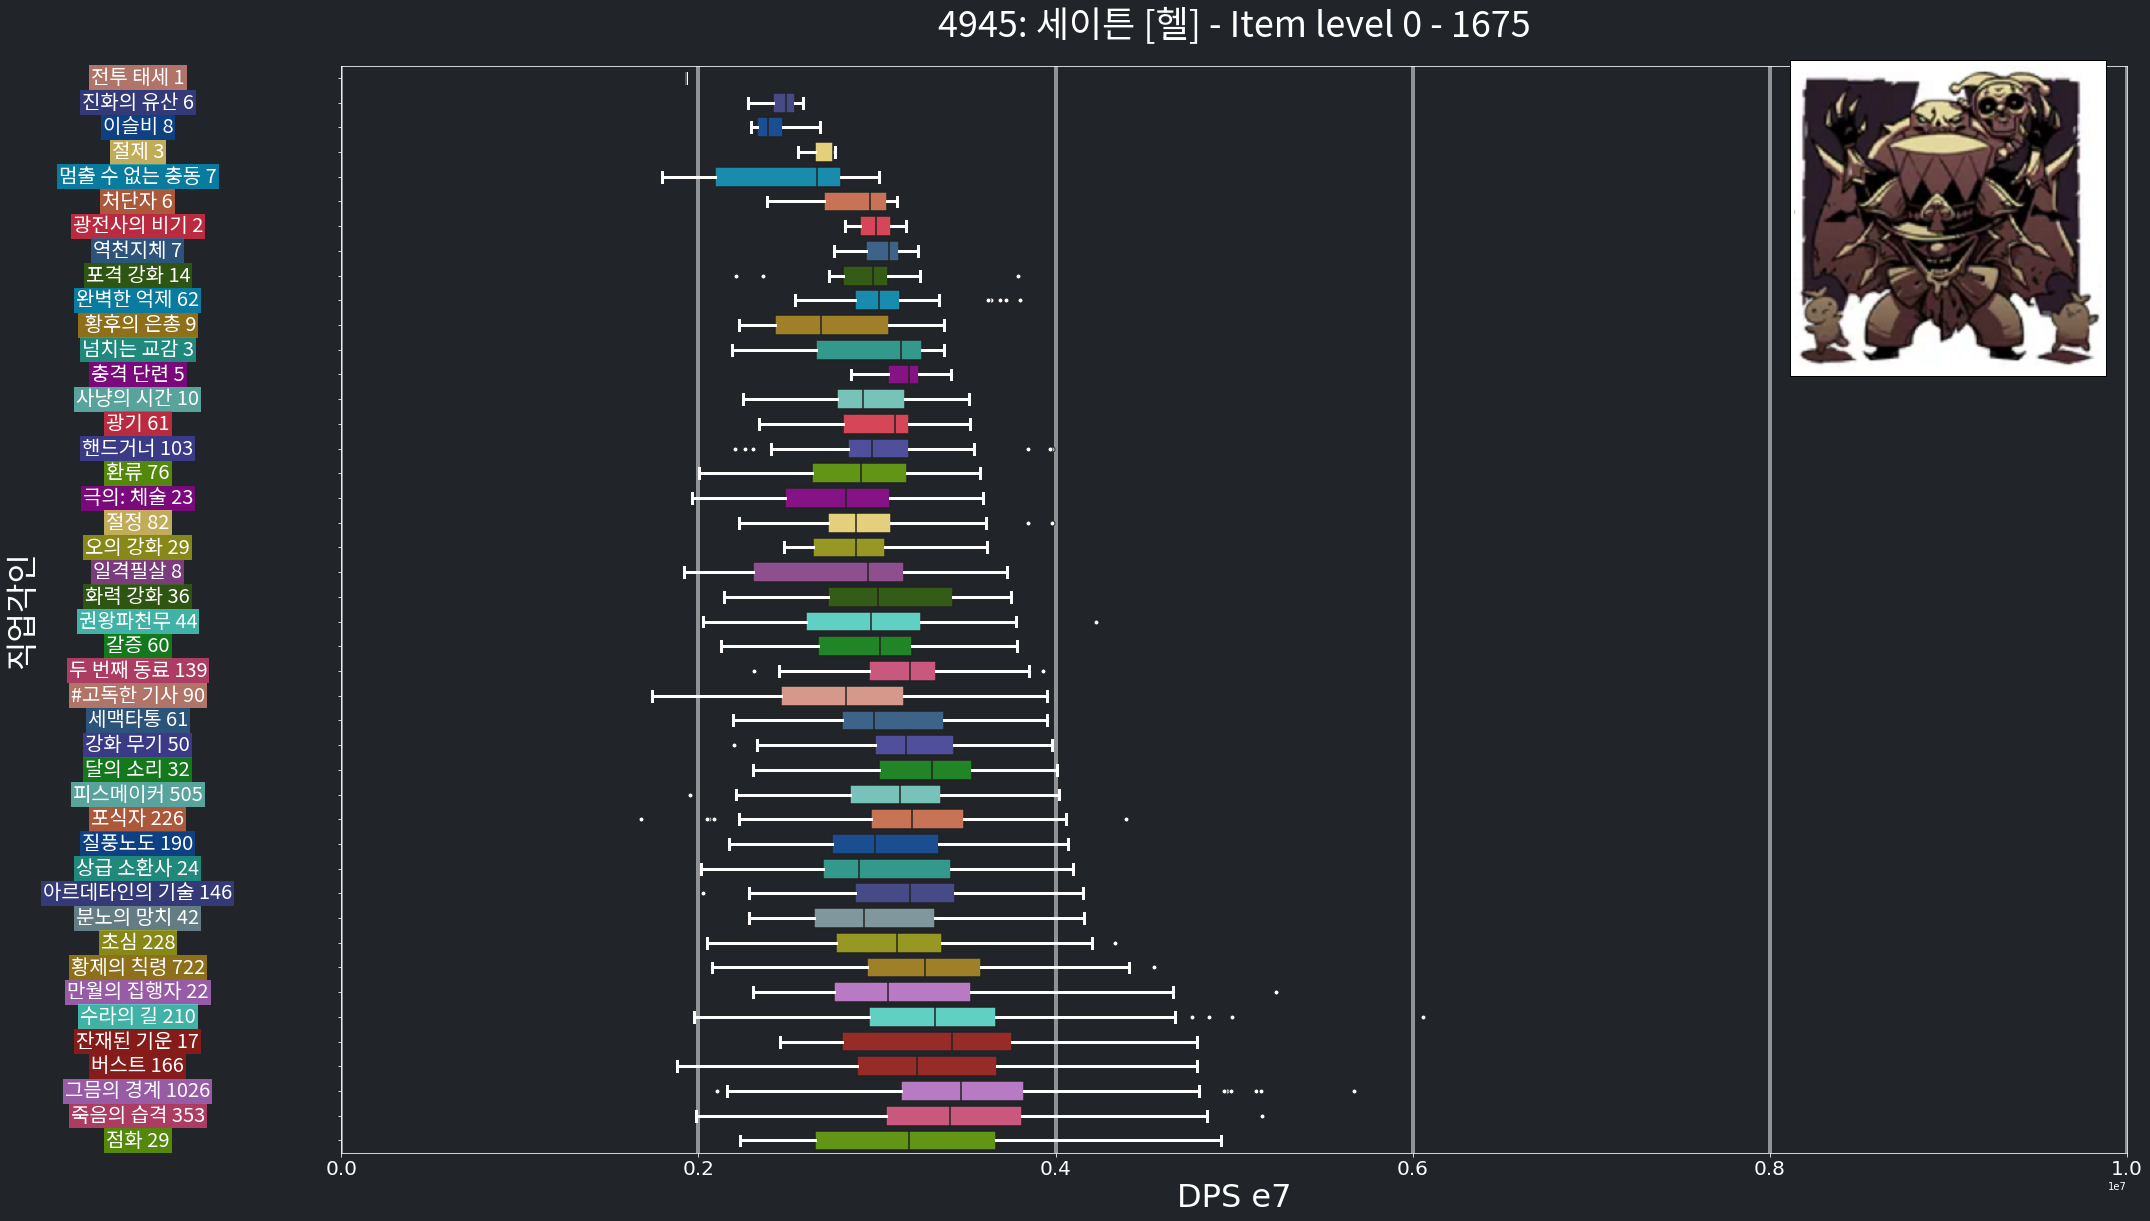 4945: 세이튼 [헬] - Item level 0 - 1675
직업각인
전투 태세 1
진화의 유산 6
이슬비 8
절제 3
멈출 수 없는 충동 7
처단자 6
광전사의 비기 2
역천지체 7
포격 강화 14
완벽한 억제 62
황후의 은총 9
넘치는 교감 3
충격 단련 5
사냥의 시간 10
광기 61
핸드거너 103
환류 76
극의: 체술 23
절정 82
오의 강화 29
일격필살 8
화력 강화 36
권왕파천무 44
갈증 60
두 번째 동료 139
#고독한 기사 90
세맥타통 61
강화 무기 50
달의 소리 32
피스메이커 505
포식자 226
질풍노도 190
상급 소환사 24
아르데타인의 기술 146
분노의 망치 42
초심 228
황제의 칙령 722
만월의 집행자 22
수라의 길 210
잔재된 기운 17
버스트 166
그믐의 경계 1026
죽음의 습격 353
점화 29
0.0 0.2 0.4 0.6 0.8 1.0
1e7
DPS e7